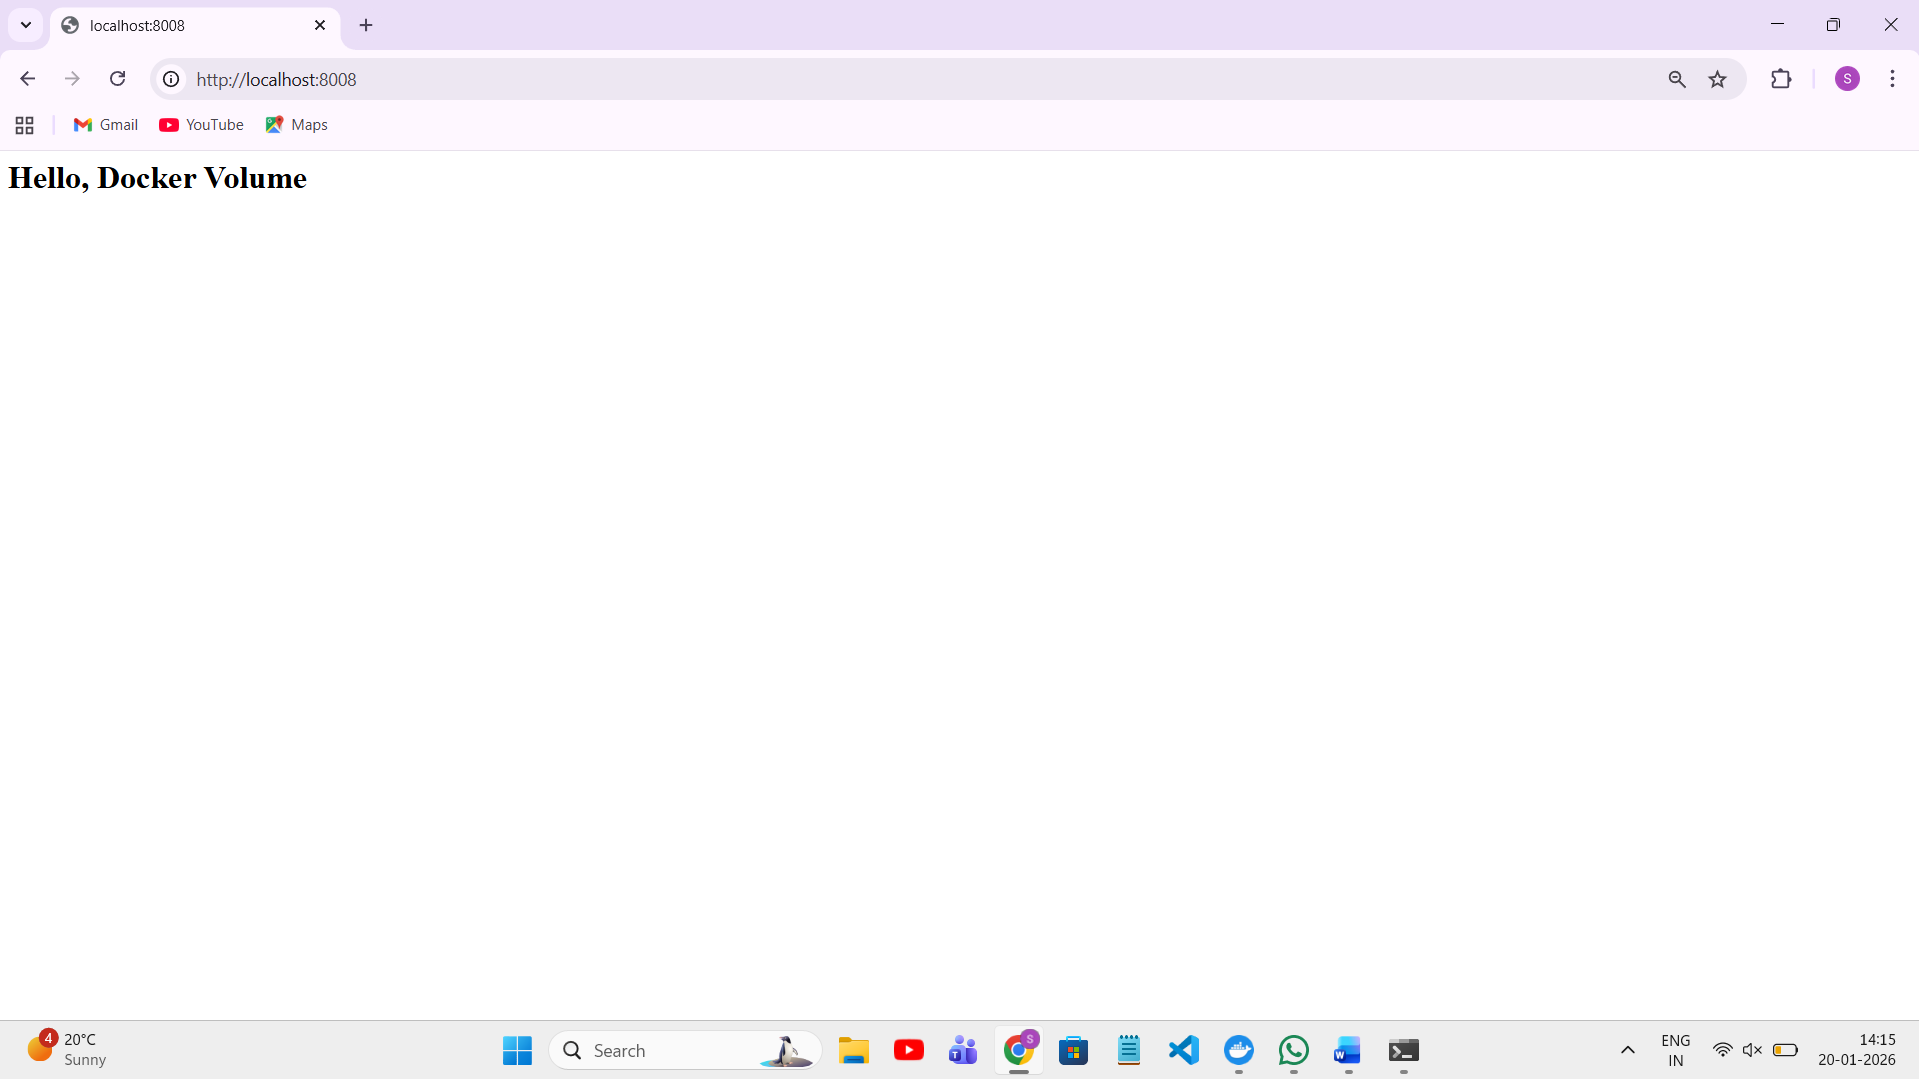 localhost:8008
http://localhost:8008
S
Gmail
YouTube
Maps
Hello, Docker Volume
4
20°C
Sunny
Search
T
S
W
ENG
IN
14:15
20-01-2026